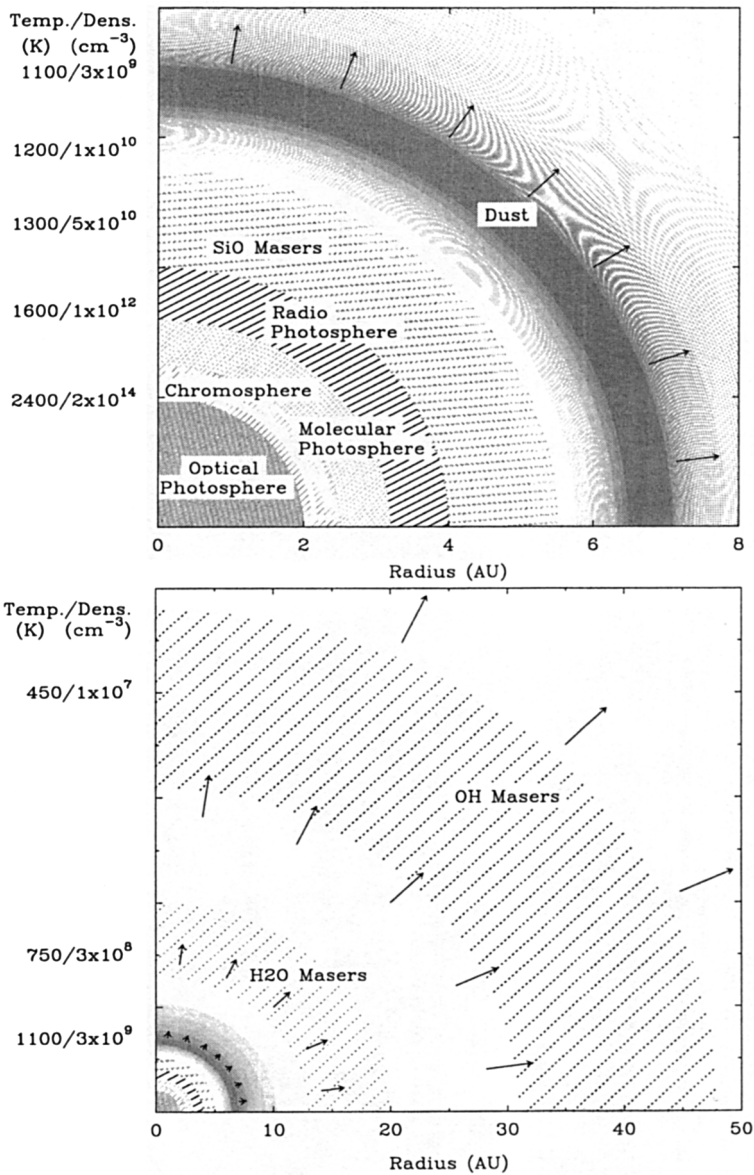 Temp./Dens.
(K) (cm⁻³)
1100/3x10⁹
1200/1x10¹⁰
1300/5x10¹⁰
1600/1x10¹²
2400/2x10¹⁴
Dust
SiO Masers
Radio
Photosphere
Chromosphere
Molecular
Photosphere
Optical
Photosphere
0 2 4 6 8
Radius (AU)
Temp./Dens.
(K) (cm⁻³)
450/1x10⁷
750/3x10⁸
1100/3x10⁹
OH Masers
H2O Masers
0 10 20 30 40 50
Radius (AU)